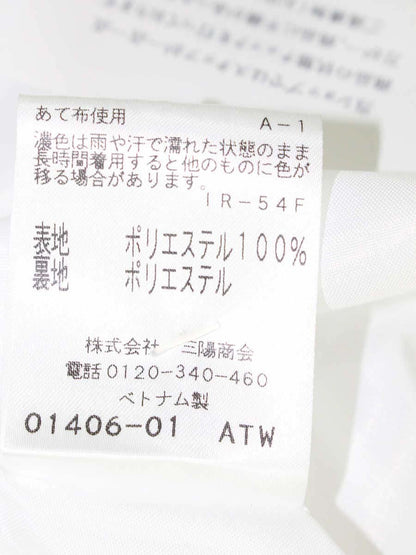 あて布使用 A-1
濃色は雨や汗で濡れた状態のまま
長時間着用すると他のものに色が
移る場合があります。
IR-54F
表地 ポリエステル100%
裏地 ポリエステル
株式会社 三陽商会
電話0120-340-460
ベトナム製
01406-01 ATW